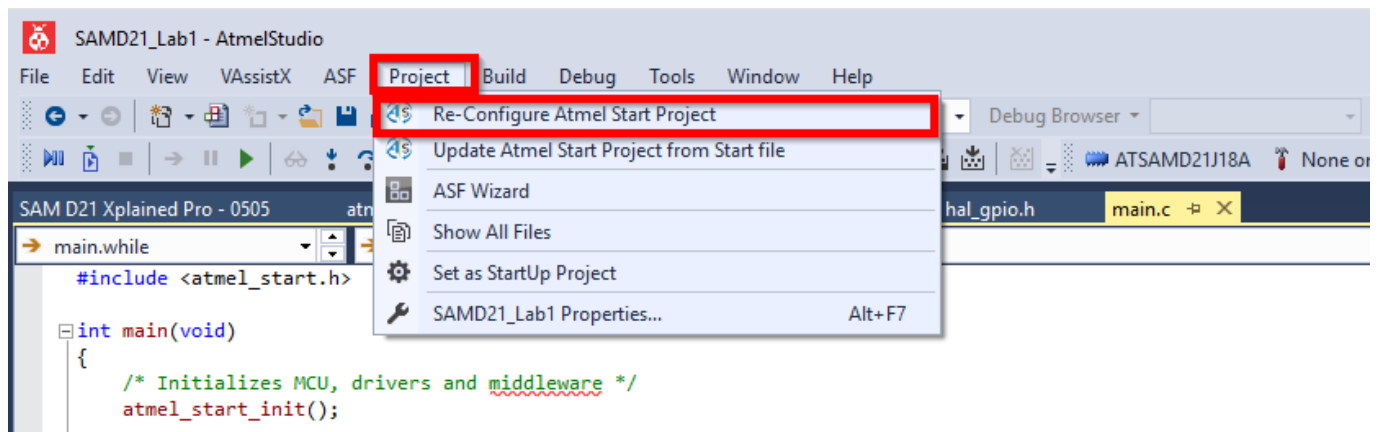 SAMD21_Lab1 - AtmelStudio
File Edit View VAssistX ASF Project Build Debug Tools Window Help
Re-Configure Atmel Start Project
Debug Browser
Update Atmel Start Project from Start file
ATSAMD21J18A None or
ASF Wizard
SAM D21 Xplained Pro - 0505 atn hal_gpio.h main.c
Show All Files
main.while
Set as StartUp Project
#include <atmel_start.h>
SAMD21_Lab1 Properties... Alt+F7
int main(void)
{
/* Initializes MCU, drivers and middleware */
atmel_start_init();